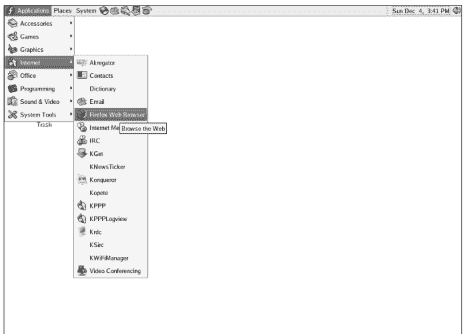 Applications Places System Sun Dec 4, 3:41 PM
Accessories
Games
Graphics
Internet
Office
Programming
Sound & Video
System Tools
Trash
Akregator
Contacts
Dictionary
Email
Firefox Web Browser
Internet Me
Browse the Web
IRC
KGet
KNewsTicker
Konqueror
Kopete
KPPP
KPPPLogview
Krdc
KSirc
KWiFiManager
Video Conferencing